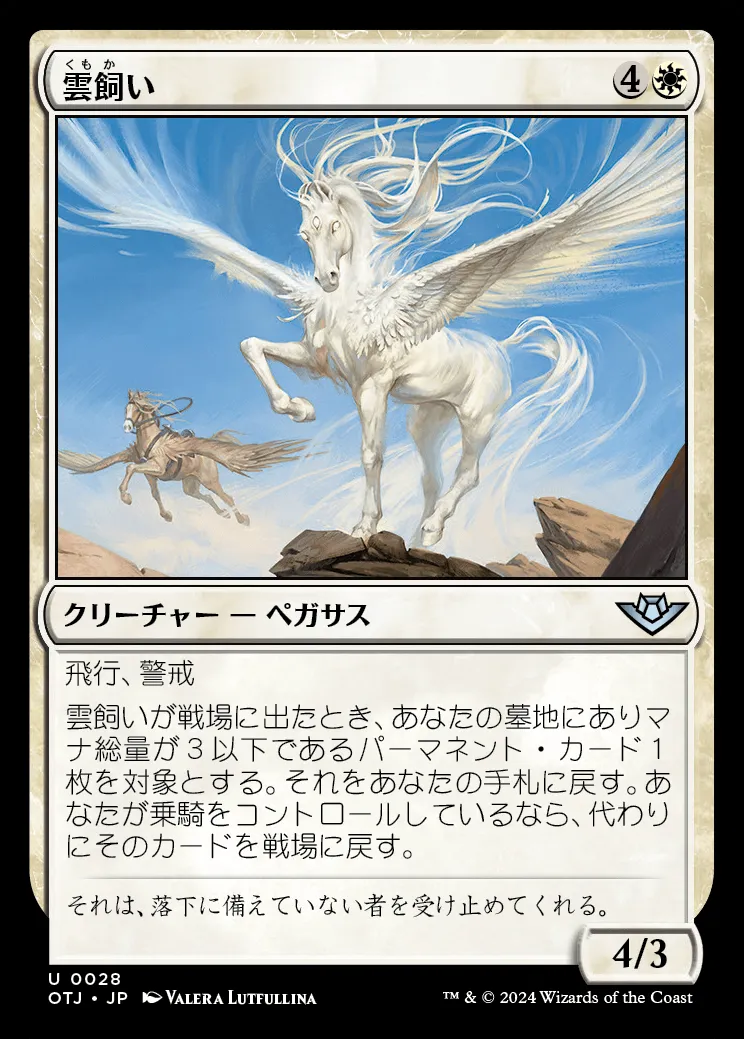 くもか
雲飼い
4
クリーチャー — ペガサス
飛行、警戒
雲飼いが戦場に出たとき、あなたの墓地にありマ
ナ総量が３以下であるパーマネント・カード１
枚を対象とする。それをあなたの手札に戻す。あ
なたが乗騎をコントロールしているなら、代わり
にそのカードを戦場に戻す。
それは、落下に備えていない者を受け止めてくれる。
4/3
U 0028
OTJ • JP VALERA LUTFULLINA
™ & © 2024 Wizards of the Coast